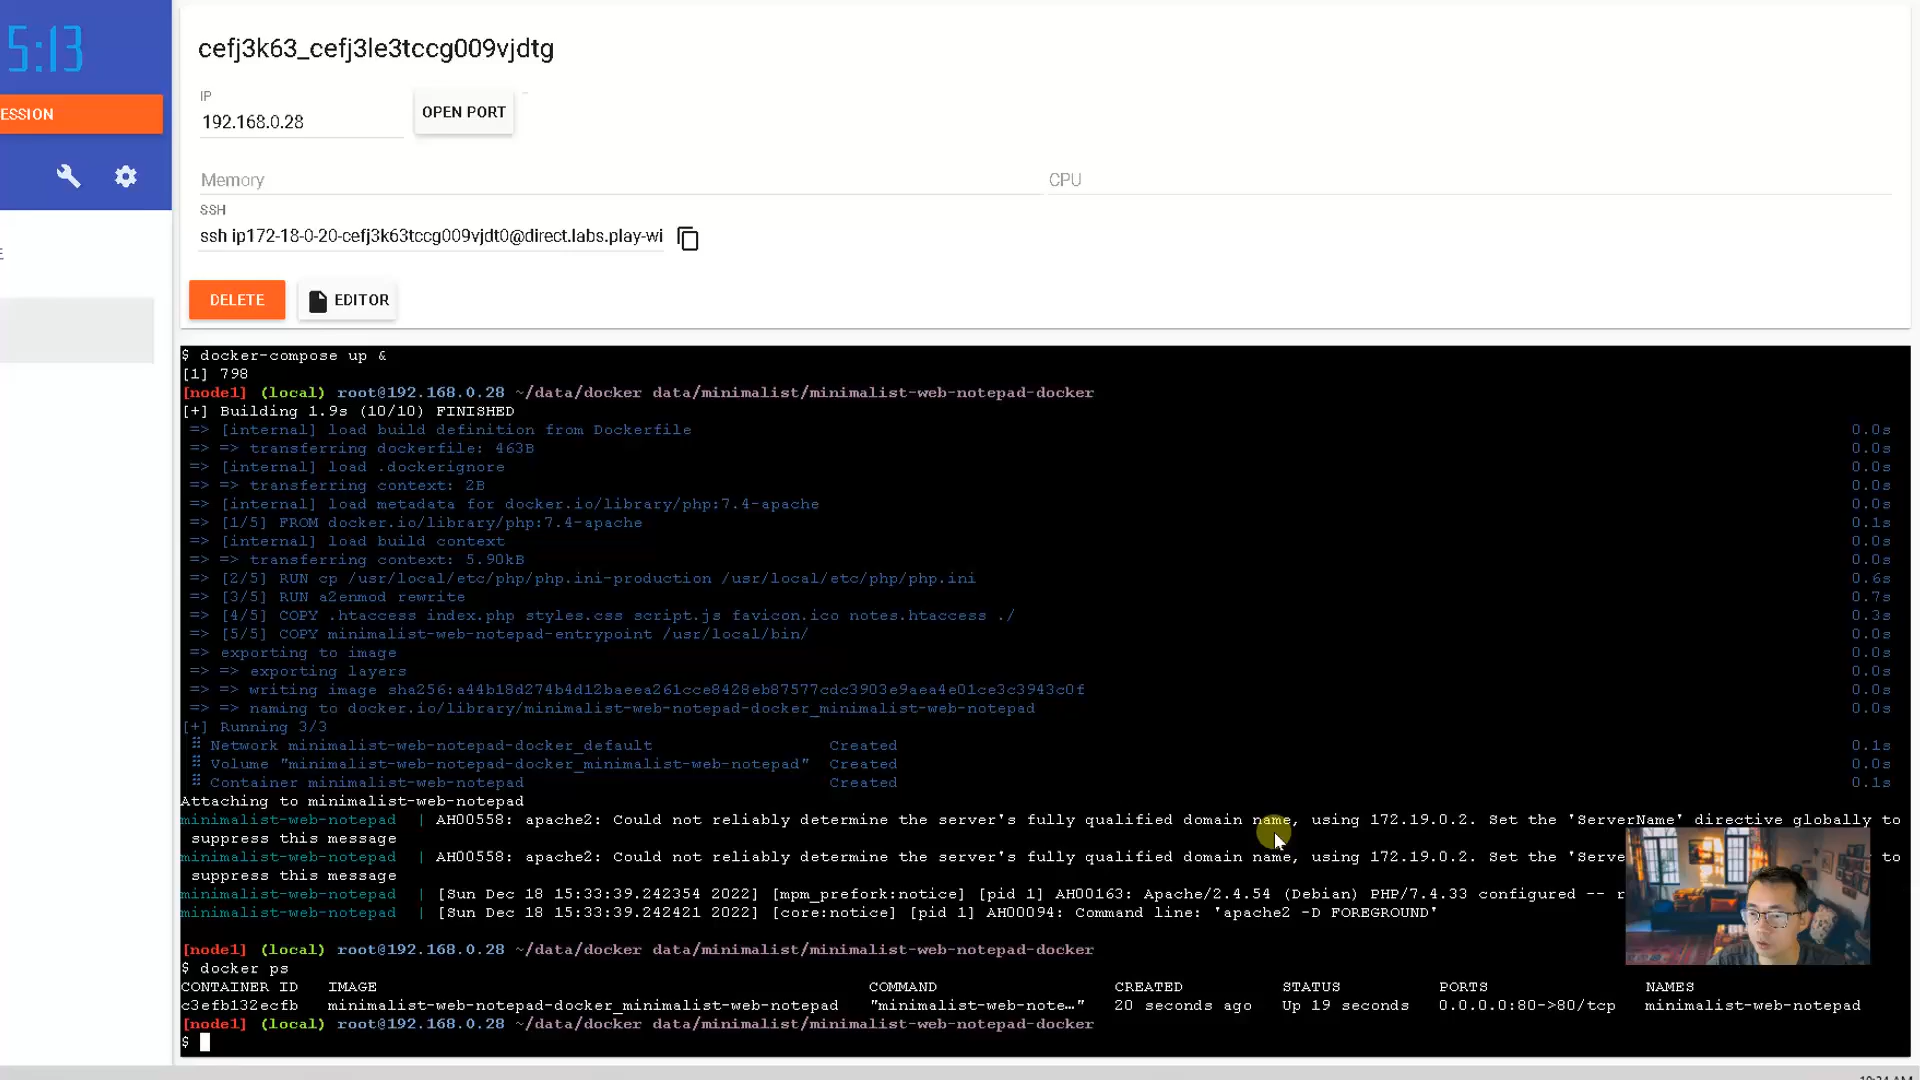 5:13
ESSION
E
cefj3k63_cefj3le3tccg009vjdtg
IP
192.168.0.28
OPEN PORT
Memory
CPU
SSH
ssh ip172-18-0-20-cefj3k63tccg009vjdt0@direct.labs.play-wi
DELETE
EDITOR
$ docker-compose up &
[1] 798
[node1] (local) root@192.168.0.28 ~/data/docker data/minimalist/minimalist-web-notepad-docker
[+] Building 1.9s (10/10) FINISHED
=> [internal] load build definition from Dockerfile 0.0s
=> => transferring dockerfile: 463B 0.0s
=> [internal] load .dockerignore 0.0s
=> => transferring context: 2B 0.0s
=> [internal] load metadata for docker.io/library/php:7.4-apache 0.0s
=> [1/5] FROM docker.io/library/php:7.4-apache 0.1s
=> [internal] load build context 0.0s
=> => transferring context: 5.90kB 0.0s
=> [2/5] RUN cp /usr/local/etc/php/php.ini-production /usr/local/etc/php/php.ini 0.6s
=> [3/5] RUN a2enmod rewrite 0.7s
=> [4/5] COPY .htaccess index.php styles.css script.js favicon.ico notes.htaccess ./ 0.3s
=> [5/5] COPY minimalist-web-notepad-entrypoint /usr/local/bin/ 0.0s
=> exporting to image 0.0s
=> => exporting layers 0.0s
=> => writing image sha256:a44b18d274b4d12baeea261cce8428eb87577cdc3903e9aea4e01ce3c3943c0f 0.0s
=> => naming to docker.io/library/minimalist-web-notepad-docker_minimalist-web-notepad 0.0s
[+] Running 3/3
⠿ Network minimalist-web-notepad-docker_default Created 0.1s
⠿ Volume "minimalist-web-notepad-docker_minimalist-web-notepad" Created 0.0s
⠿ Container minimalist-web-notepad Created 0.1s
Attaching to minimalist-web-notepad
minimalist-web-notepad | AH00558: apache2: Could not reliably determine the server's fully qualified domain name, using 172.19.0.2. Set the 'ServerName' directive globally to
suppress this message
minimalist-web-notepad | AH00558: apache2: Could not reliably determine the server's fully qualified domain name, using 172.19.0.2. Set the 'Serve to
suppress this message
minimalist-web-notepad | [Sun Dec 18 15:33:39.242354 2022] [mpm_prefork:notice] [pid 1] AH00163: Apache/2.4.54 (Debian) PHP/7.4.33 configured -- r
minimalist-web-notepad | [Sun Dec 18 15:33:39.242421 2022] [core:notice] [pid 1] AH00094: Command line: 'apache2 -D FOREGROUND'
[node1] (local) root@192.168.0.28 ~/data/docker data/minimalist/minimalist-web-notepad-docker
$ docker ps
CONTAINER ID IMAGE COMMAND CREATED STATUS PORTS NAMES
c3efb132ecfb minimalist-web-notepad-docker_minimalist-web-notepad "minimalist-web-note…" 20 seconds ago Up 19 seconds 0.0.0.0:80->80/tcp minimalist-web-notepad
[node1] (local) root@192.168.0.28 ~/data/docker data/minimalist/minimalist-web-notepad-docker
$